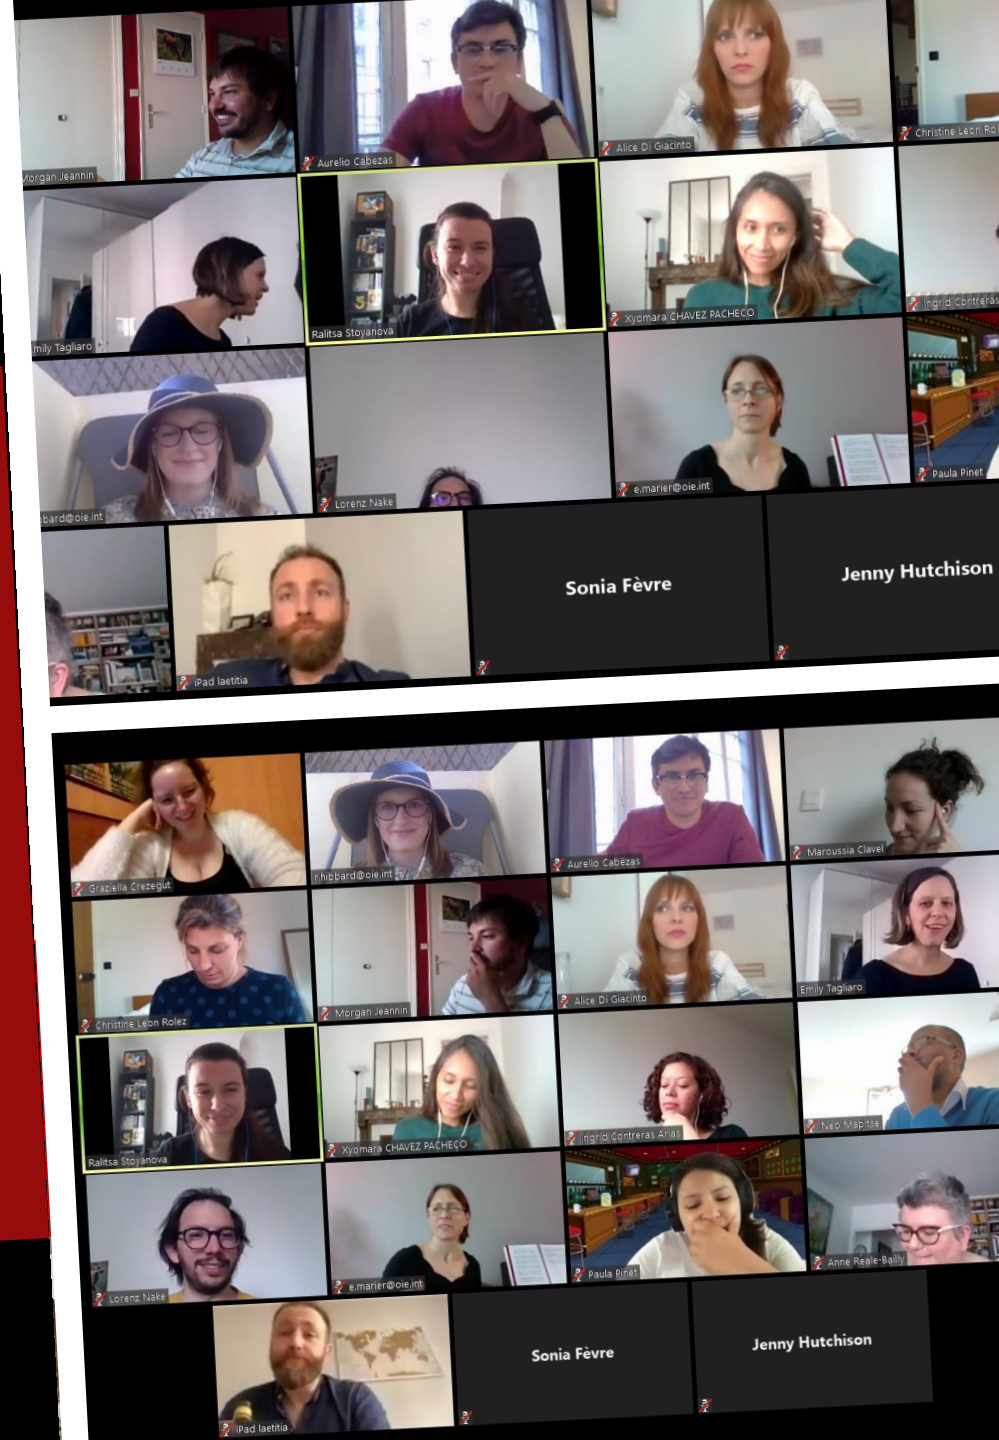 Morgan Jeannin
Aurelio Cabezas
Alice Di Giacinto
Christine Leon Ro
Emily Tagliaro
Ralitsa Stoyanova
Xyomara CHAVEZ PACHECO
Ingrid Contreras
bard@oie.int
Lorenz Nake
e.marier@oie.int
Paula Pinet
iPad laetitia
Sonia Fèvre
Jenny Hutchison
Graziella Crezegut
r.hibbard@oie.int
Aurelio Cabezas
Maroussia Clavel
Christine Leon Rolez
Morgan Jeannin
Alice Di Giacinto
Emily Tagliaro
Ralitsa Stoyanova
Xyomara CHAVEZ PACHECO
Ingrid Contreras Arias
Neo Mapitse
Lorenz Nake
e.marier@oie.int
Paula Pinet
Anne Reale-Bailly
iPad laetitia
Sonia Fèvre
Jenny Hutchison